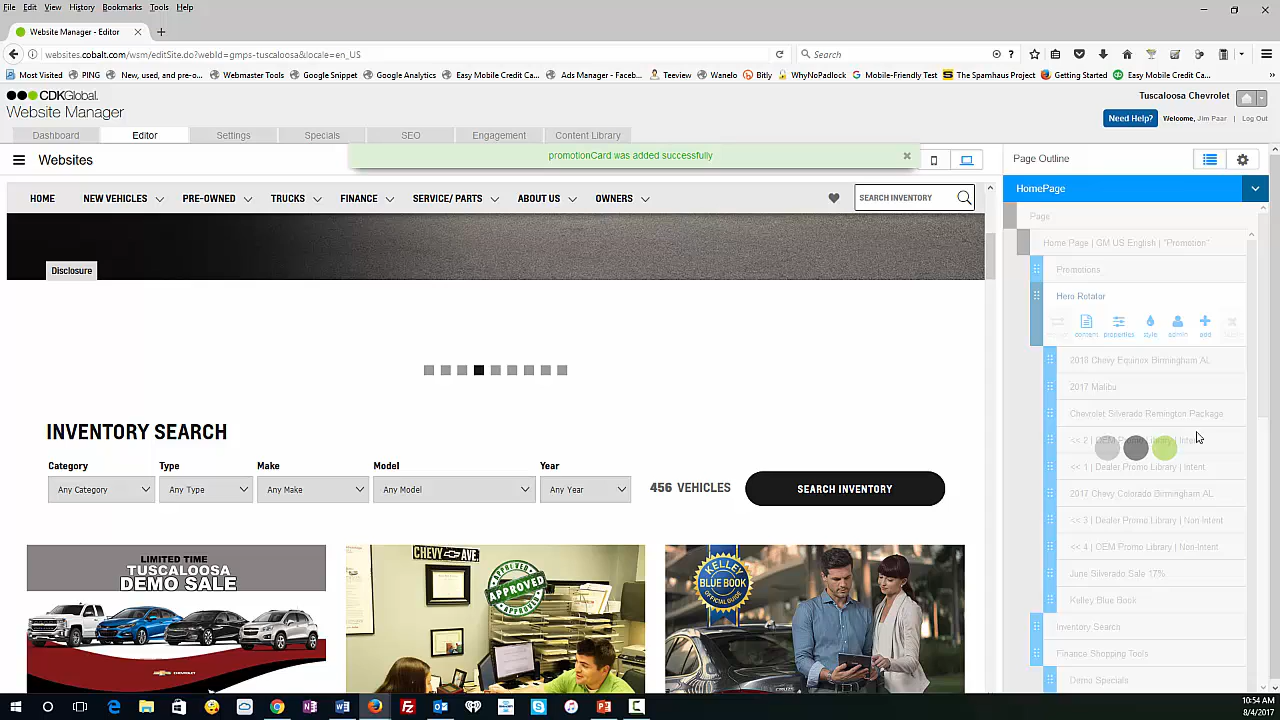 File Edit View History Bookmarks Tools Help
Website Manager - Editor
websites.cobalt.com/wsm/editSite.do?webId=gmps-tuscaloosa&locale=en_US
Search
Most Visited PING New, used, and pre-o... Webmaster Tools Google Snippet Google Analytics Easy Mobile Credit Ca... Ads Manager - Faceb... Teeview Wanelo Bitly WhyNoPadlock Mobile-Friendly Test The Spamhaus Project Getting Started Easy Mobile Credit Ca...
CDKGlobal.
Website Manager
Tuscaloosa Chevrolet
Need Help? Welcome, Jim Paar | Log Out
Dashboard Editor Settings Specials SEO Engagement Content Library
promotionCard was added successfully
Websites
Page Outline
HOME NEW VEHICLES PRE-OWNED TRUCKS FINANCE SERVICE/ PARTS ABOUT US OWNERS
SEARCH INVENTORY
HomePage
Page
Home Page | GM US English | "Promotion"
Promotions
Hero Rotator
content properties style admin add
2018 Chevy Equinox Birmingham AL
2017 Malibu
Chevrolet Silverado Remington Package
<< 2 | OEM Promo Library | Intent
<< 1 | Dealer Promo Library | Intent
2017 Chevy Colorado Birmingham AL
<< 3 | Dealer Promo Library | Non-Intent
<< 4 | OEM Promo Library | Non-Intent
June Silverado Sale 17%
Kelley Blue Book
Inventory Search
Finance Shopping Tools
Demo Specials
Disclosure
INVENTORY SEARCH
Category Type Make Model Year
Any Category Any Type Any Make Any Model Any Year
456 VEHICLES
SEARCH INVENTORY
LIMITED TIME
TUSCALOOSA
DEMO SALE
CHEVROLET
CHEVY AVE
APPROVED
KELLEY
BLUE BOOK
OFFICIAL GUIDE
10:54 AM
8/4/2017